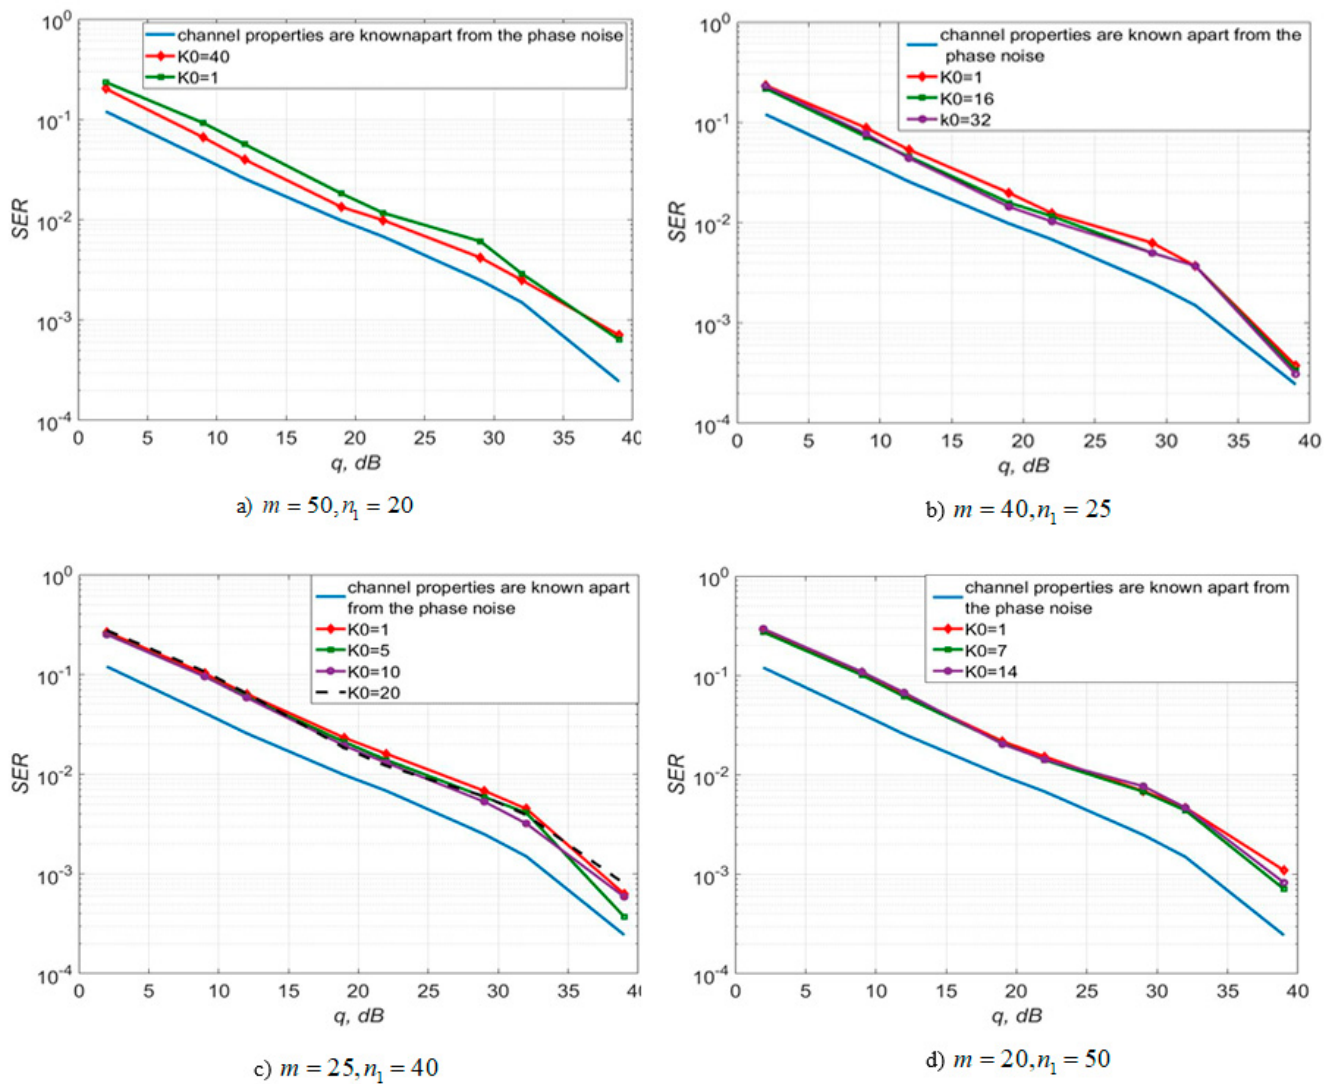 channel properties are knownapart from the phase noise
K0=40
K0=1
10^0
10^-1
10^-2
10^-3
10^-4
SER
0 5 10 15 20 25 30 35 40
q, dB
a) m = 50, n_1 = 20
channel properties are known apart from the
phase noise
K0=1
K0=16
k0=32
10^0
10^-1
10^-2
10^-3
10^-4
SER
0 5 10 15 20 25 30 35 40
q, dB
b) m = 40, n_1 = 25
channel properties are known apart
from the phase noise
K0=1
K0=5
K0=10
K0=20
10^0
10^-1
10^-2
10^-3
10^-4
SER
0 5 10 15 20 25 30 35 4
q, dB
c) m = 25, n_1 = 40
channel properties are known apart from
the phase noise
K0=1
K0=7
K0=14
10^0
10^-1
10^-2
10^-3
10^-4
SER
0 5 10 15 20 25 30 35 40
q, dB
d) m = 20, n_1 = 50